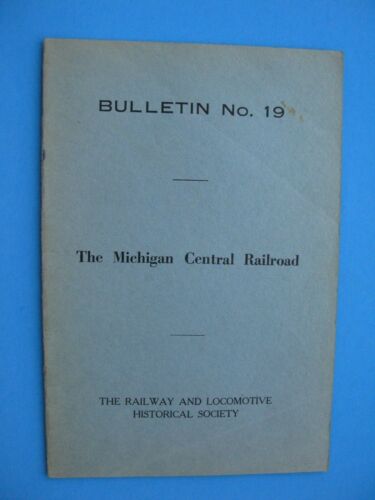 BULLETIN No. 19
The Michigan Central Railroad
THE RAILWAY AND LOCOMOTIVE
HISTORICAL SOCIETY